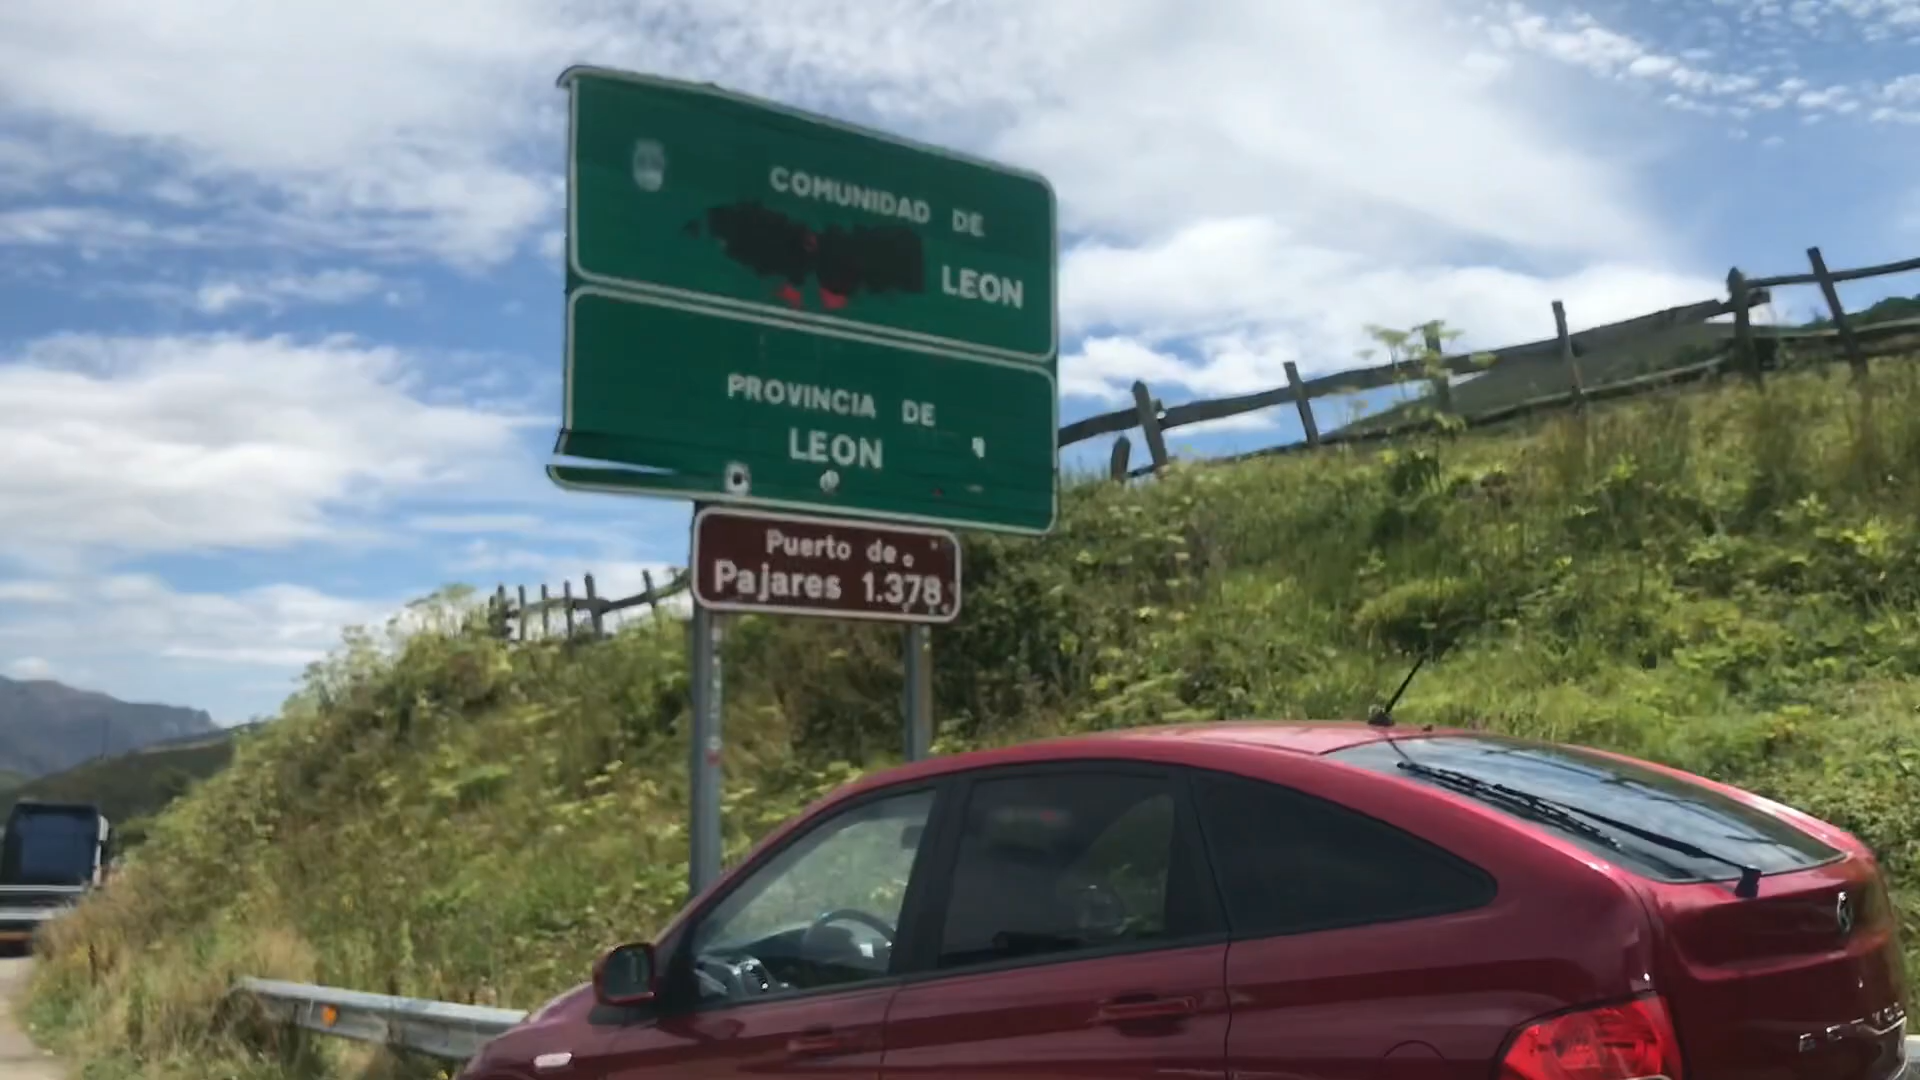 COMUNIDAD DE
LEON
PROVINCIA DE
LEON
Puerto de
Pajares 1.378